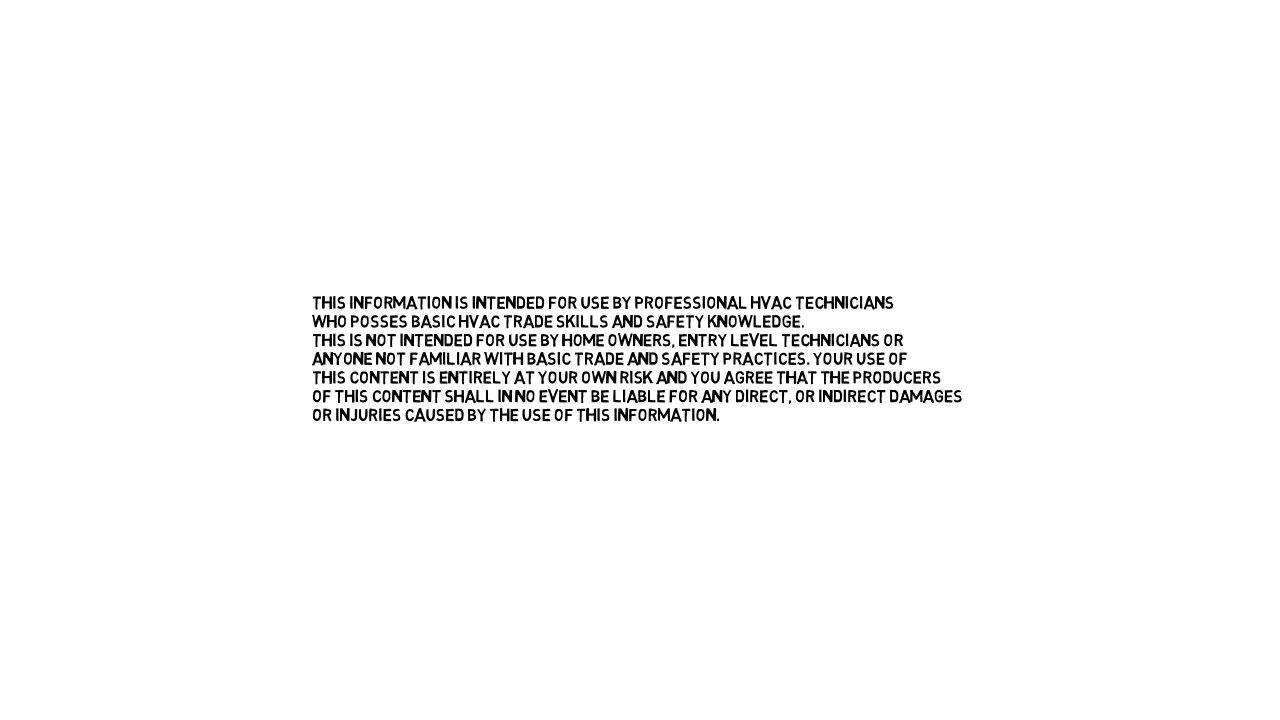 THIS INFORMATION IS INTENDED FOR USE BY PROFESSIONAL HVAC TECHNICIANS
WHO POSSES BASIC HVAC TRADE SKILLS AND SAFETY KNOWLEDGE.
THIS IS NOT INTENDED FOR USE BY HOME OWNERS, ENTRY LEVEL TECHNICIANS OR
ANYONE NOT FAMILIAR WITH BASIC TRADE AND SAFETY PRACTICES. YOUR USE OF
THIS CONTENT IS ENTIRELY AT YOUR OWN RISK AND YOU AGREE THAT THE PRODUCERS
OF THIS CONTENT SHALL IN NO EVENT BE LIABLE FOR ANY DIRECT, OR INDIRECT DAMAGES
OR INJURIES CAUSED BY THE USE OF THIS INFORMATION.